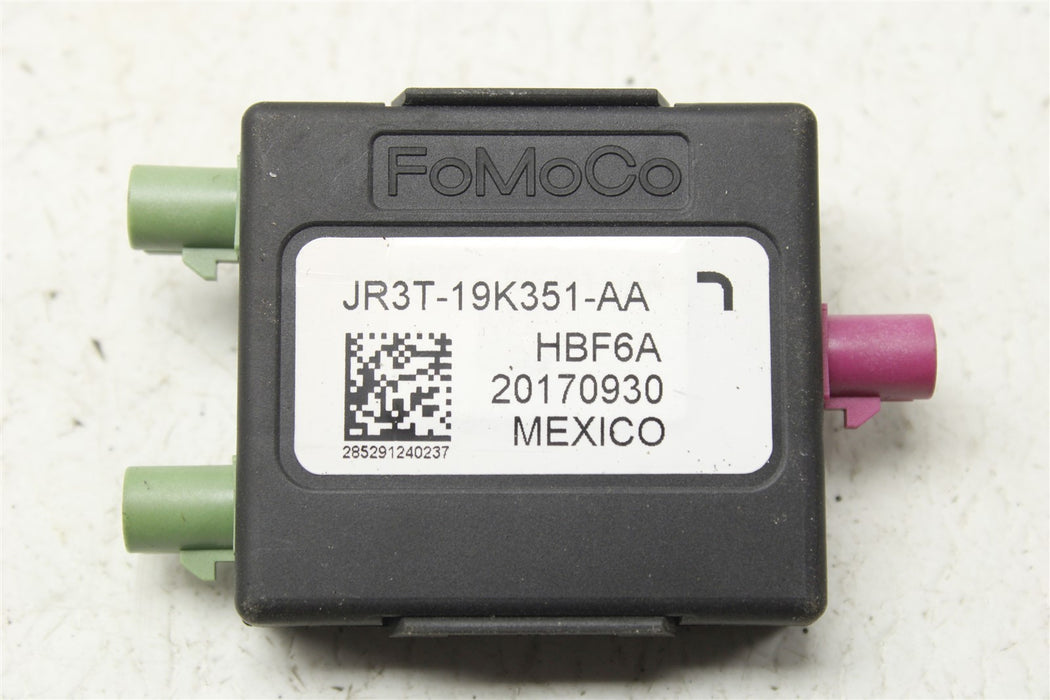 FoMoCo
JR3T-19K351-AA
HBF6A
20170930
MEXICO
285291240237